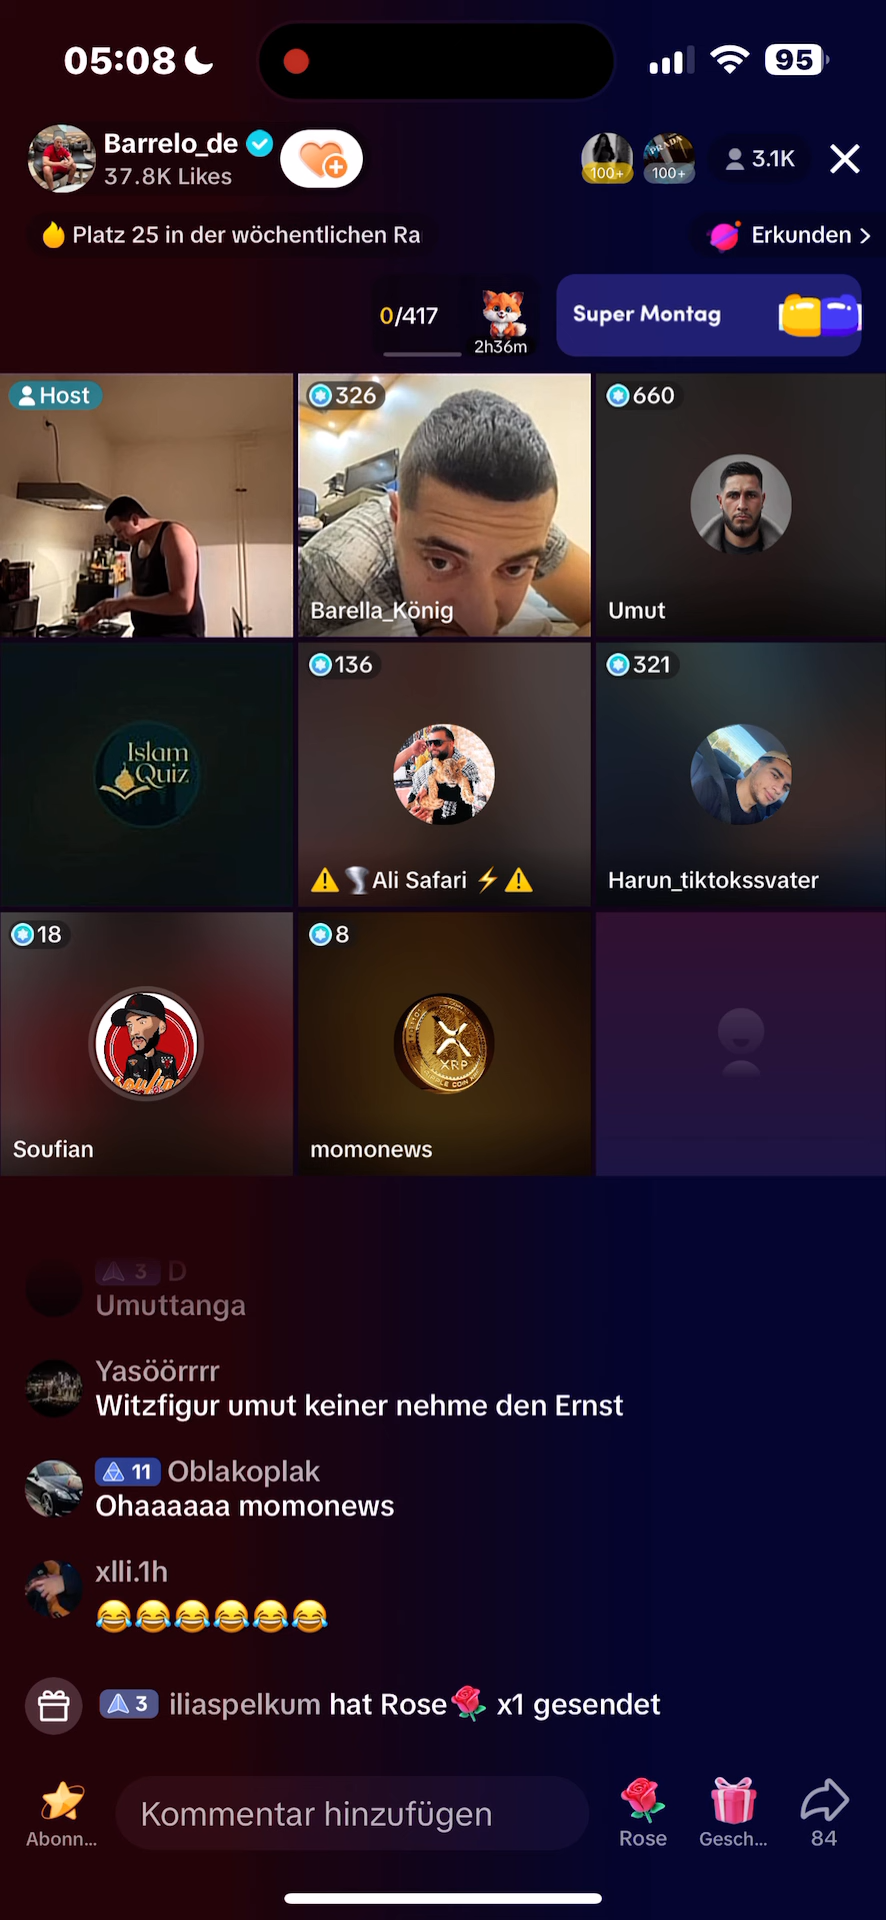 05:08
95
Barrelo_de
37.8K Likes
100+
PRADA
100+
3.1K
Platz 25 in der wöchentlichen Ra
Erkunden >
0/417
2h36m
Super Montag
Host
326
660
Barella_König
Umut
Islam
Quiz
136
321
⚠️🌪️Ali Safari⚡⚠️
Harun_tiktokssvater
18
8
XRP
Soufian
momonews
3 D
Umuttanga
Yasöörrrr
Witzfigur umut keiner nehme den Ernst
11 Oblakoplak
Ohaaaaaa momonews
xlli.1h
😂😂😂😂😂😂
3 iliaspelkum hat Rose🌹 x1 gesendet
Kommentar hinzufügen
Abonn...
Rose
Gesch...
84